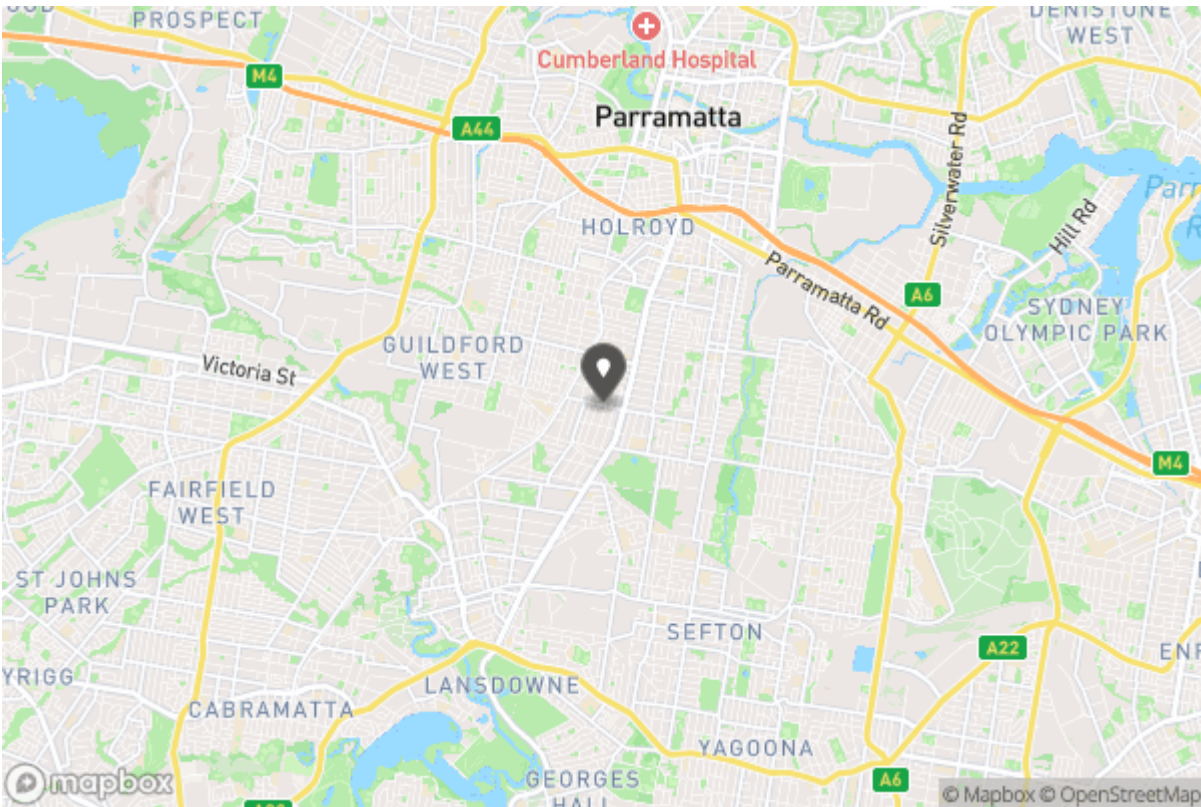 PROSPECT
DENISTONE
WEST
Cumberland Hospital
M4
Parramatta
A44
Silverwater Rd
HOLROYD
Hill Rd
Parramatta Rd
A6
SYDNEY
OLYMPIC PARK
GUILDFORD
WEST
Victoria St
M4
FAIRFIELD
WEST
ST JOHNS
PARK
SEFTON
A22
ENF
YRIGG
LANSDOWNE
CABRAMATTA
YAGOONA
GEORGES
HALL
A6
mapbox
© Mapbox © OpenStreetMap